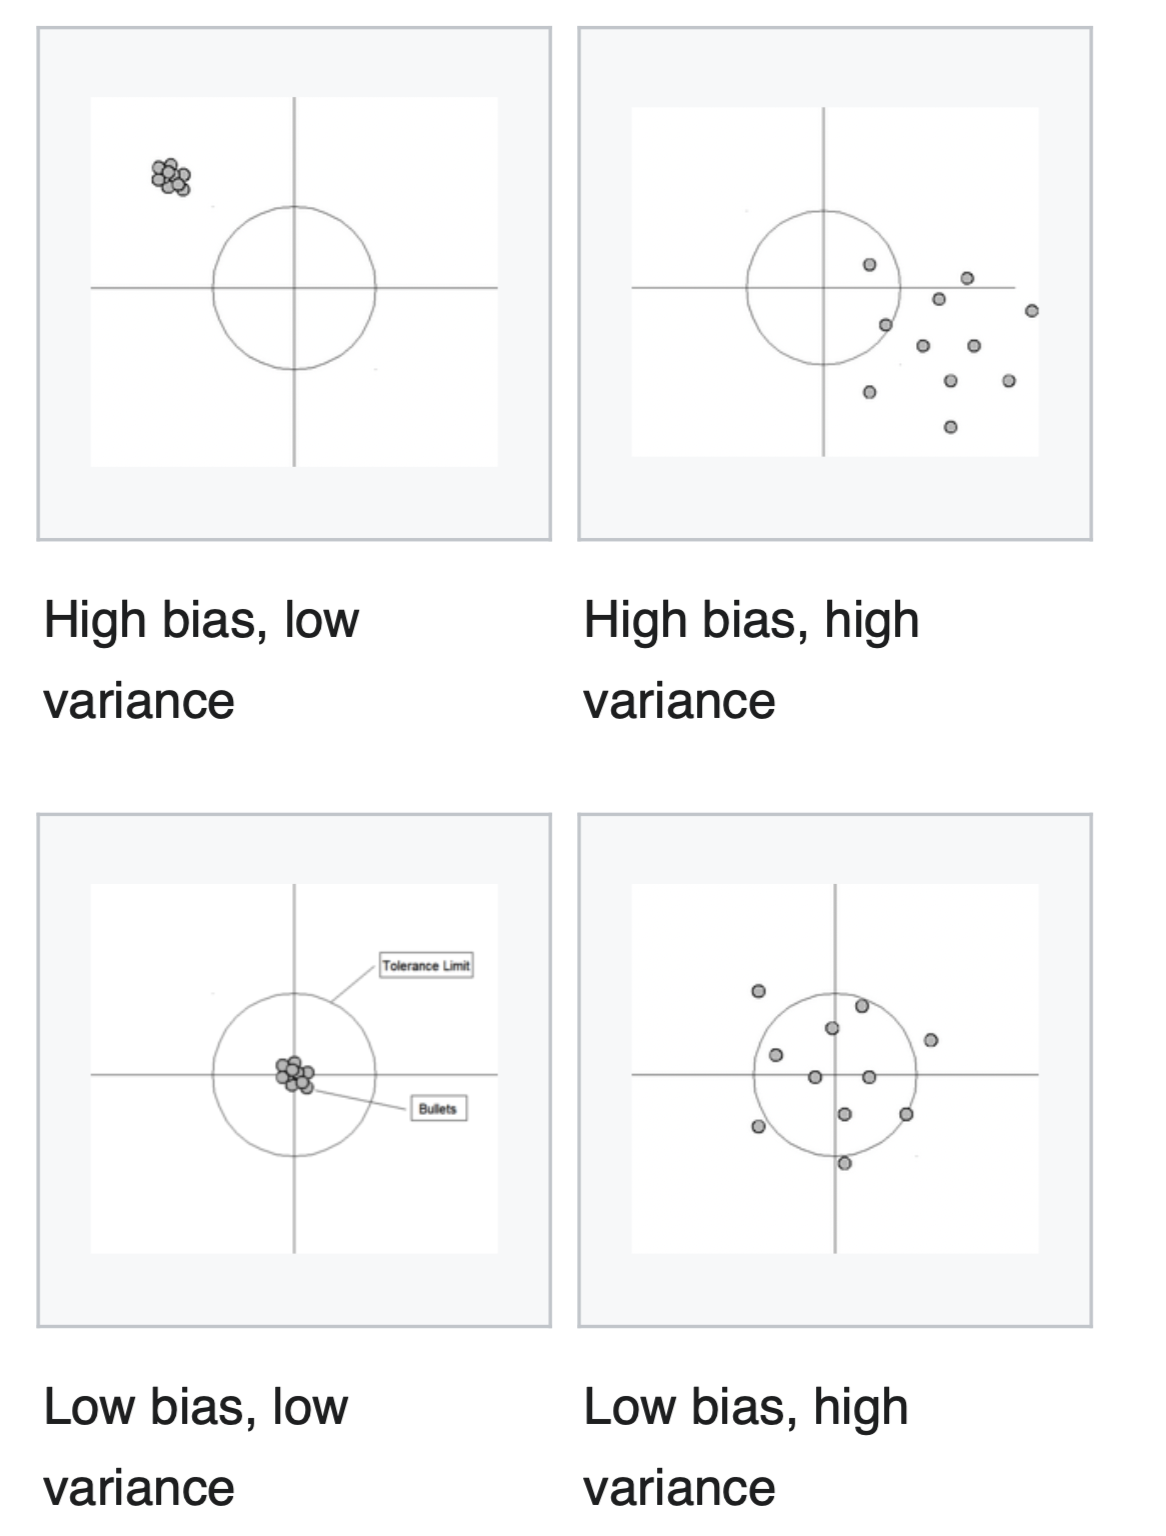 High bias, low
variance
High bias, high
variance
Tolerance Limit
Bullets
Low bias, low
variance
Low bias, high
variance